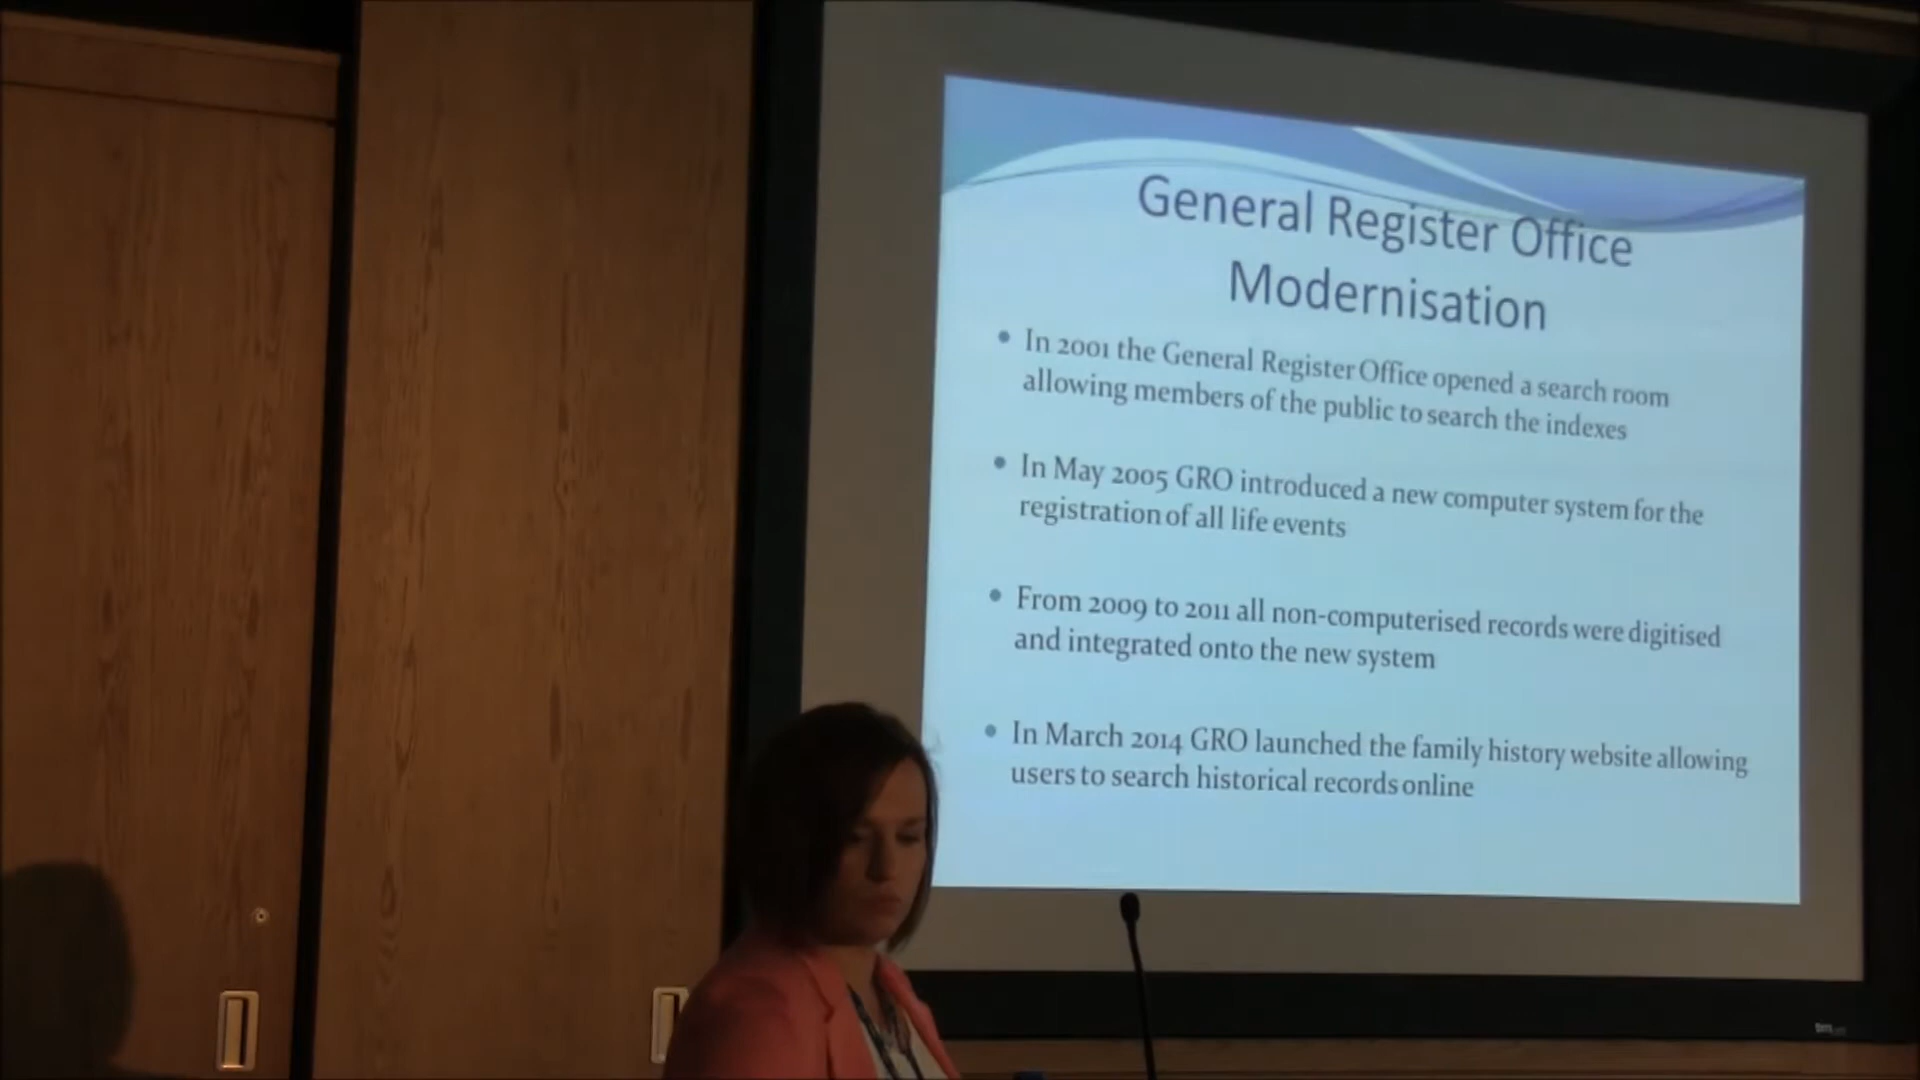 General Register Office
Modernisation
• In 2001 the General Register Office opened a search room
allowing members of the public to search the indexes
• In May 2005 GRO introduced a new computer system for the
registration of all life events
• From 2009 to 2011 all non-computerised records were digitised
and integrated onto the new system
• In March 2014 GRO launched the family history website allowing
users to search historical records online